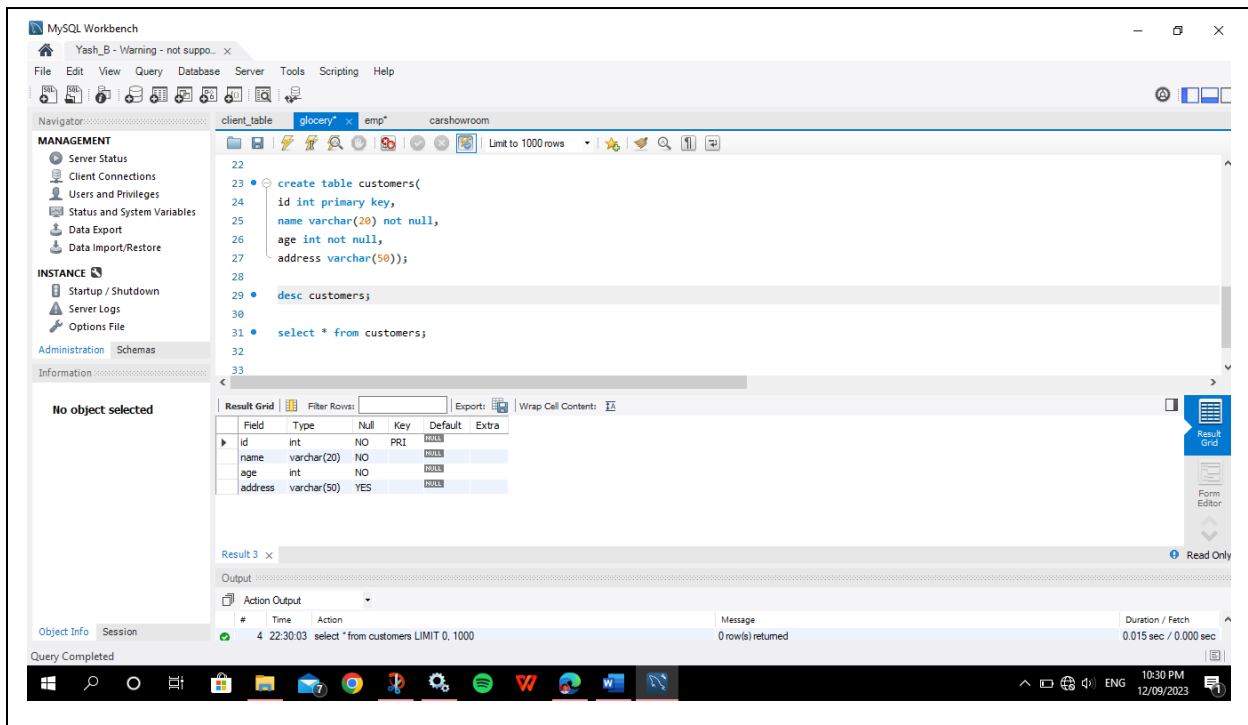 MySQL Workbench
Yash_B - Warning - not suppo...
File Edit View Query Database Server Tools Scripting Help
Navigator
MANAGEMENT
Server Status
Client Connections
Users and Privileges
Status and System Variables
Data Export
Data Import/Restore
INSTANCE
Startup / Shutdown
Server Logs
Options File
Administration Schemas
Information
No object selected
Object Info Session
client_table glocery* emp* carshowroom
Limit to 1000 rows
22
23 create table customers(
24 id int primary key,
25 name varchar(20) not null,
26 age int not null,
27 address varchar(50));
28
29 desc customers;
30
31 select * from customers;
32
33
Result Grid Filter Rows: Export: Wrap Cell Content:
Field Type Null Key Default Extra
id int NO PRI NULL
name varchar(20) NO NULL
age int NO NULL
address varchar(50) YES NULL
Result Grid
Form Editor
Result 3 Read Only
Output
Action Output
# Time Action Message Duration / Fetch
4 22:30:03 select * from customers LIMIT 0, 1000 0 row(s) returned 0.015 sec / 0.000 sec
Query Completed
7 ENG 10:30 PM
12/09/2023 1